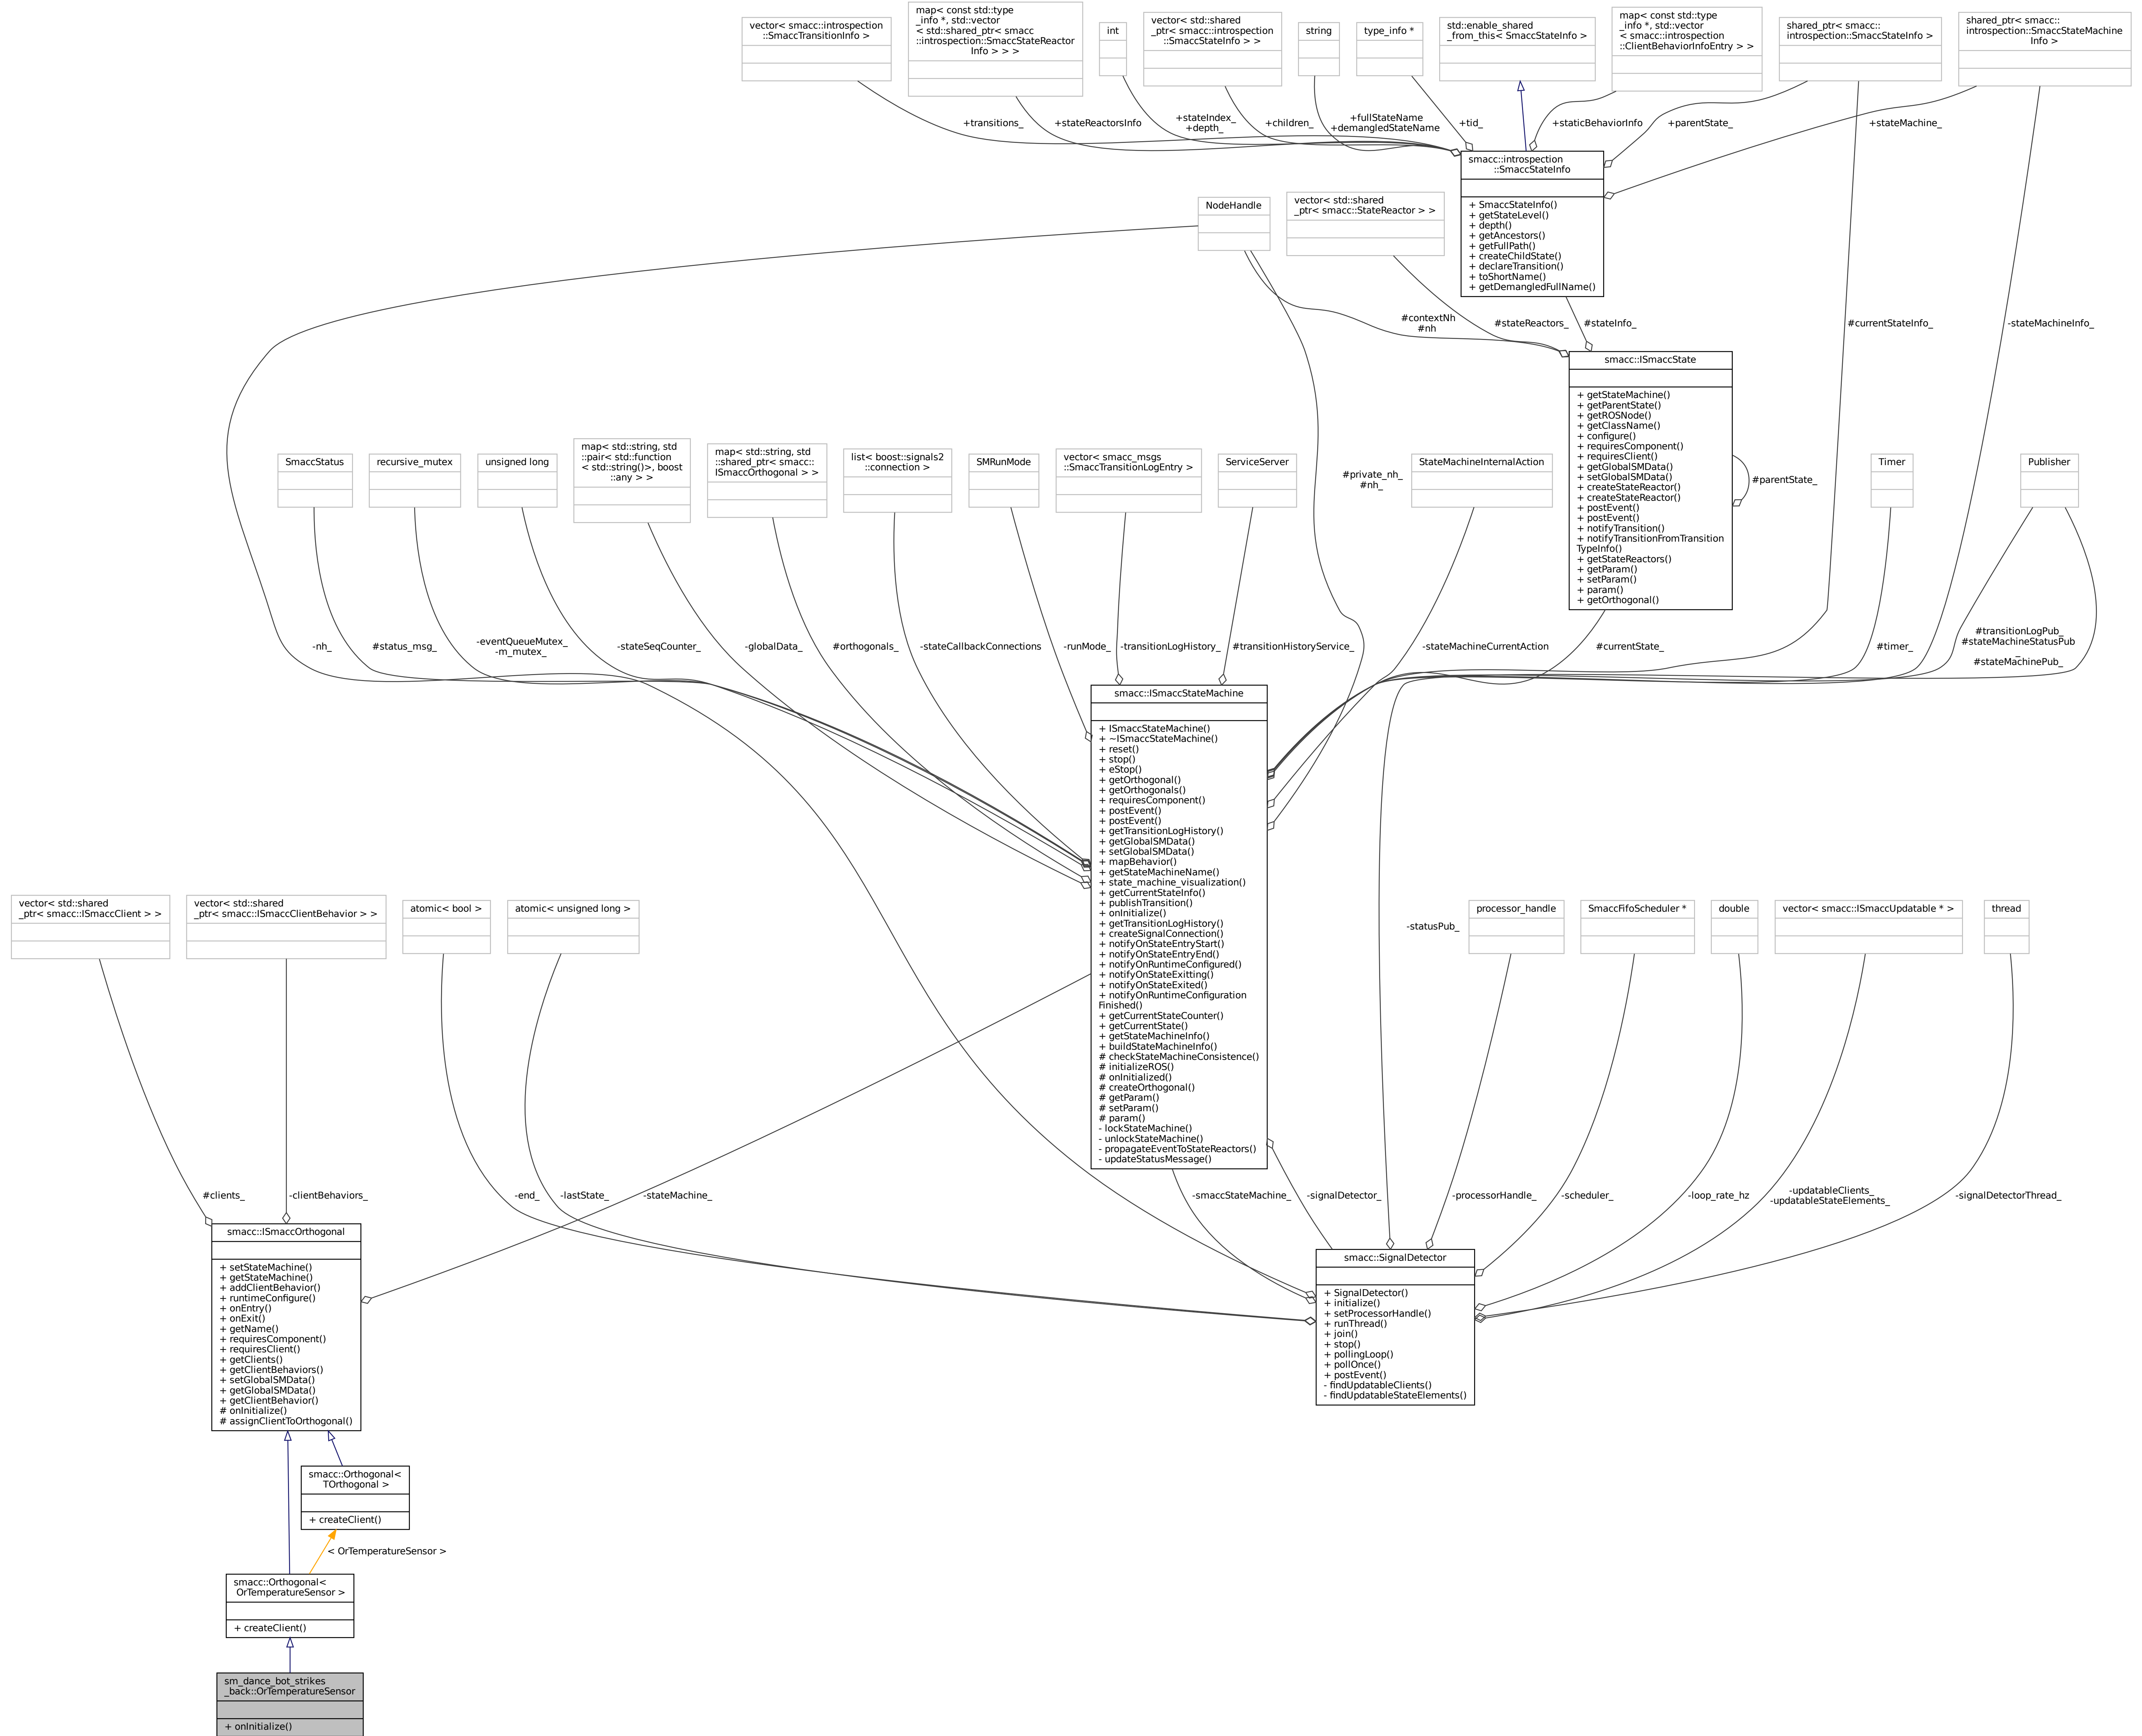 vector< smacc::introspection
::SmaccTransitionInfo >
map< const std::type
_info *, std::vector
< std::shared_ptr< smacc
::introspection::SmaccStateReactor
Info > > >
int
vector< std::shared
_ptr< smacc::introspection
::SmaccStateInfo > >
string
type_info *
std::enable_shared
_from_this< SmaccStateInfo >
map< const std::type
_info *, std::vector
< smacc::introspection
::ClientBehaviorInfoEntry > >
shared_ptr< smacc::
introspection::SmaccStateInfo >
shared_ptr< smacc::
introspection::SmaccStateMachine
Info >
+transitions_
+stateReactorsInfo
+stateIndex_
+depth_
+children_
+fullStateName
+demangledStateName
+tid_
+staticBehaviorInfo
+parentState_
+stateMachine_
smacc::introspection
::SmaccStateInfo
+ SmaccStateInfo()
+ getStateLevel()
+ depth()
+ getAncestors()
+ getFullPath()
+ createChildState()
+ declareTransition()
+ toShortName()
+ getDemangledFullName()
NodeHandle
vector< std::shared
_ptr< smacc::StateReactor > >
#contextNh
#nh
#stateReactors_
#stateInfo_
#currentStateInfo_
-stateMachineInfo_
smacc::ISmaccState
+ getStateMachine()
+ getParentState()
+ getROSNode()
+ getClassName()
+ configure()
+ requiresComponent()
+ requiresClient()
+ getGlobalSMData()
+ setGlobalSMData()
+ createStateReactor()
+ createStateReactor()
+ postEvent()
+ postEvent()
+ notifyTransition()
+ notifyTransitionFromTransition
TypeInfo()
+ getStateReactors()
+ getParam()
+ setParam()
+ param()
+ getOrthogonal()
#parentState_
SmaccStatus
recursive_mutex
unsigned long
map< std::string, std
::pair< std::function
< std::string()>, boost
::any > >
map< std::string, std
::shared_ptr< smacc::
ISmaccOrthogonal > >
list< boost::signals2
::connection >
SMRunMode
vector< smacc_msgs
::SmaccTransitionLogEntry >
ServiceServer
#private_nh_
#nh_
StateMachineInternalAction
Timer
Publisher
-nh_
#status_msg_
-eventQueueMutex_
-m_mutex_
-stateSeqCounter_
-globalData_
#orthogonals_
-stateCallbackConnections
-runMode_
-transitionLogHistory_
#transitionHistoryService_
-stateMachineCurrentAction
#currentState_
#timer_
#transitionLogPub_
#stateMachineStatusPub
_
#stateMachinePub_
smacc::ISmaccStateMachine
+ ISmaccStateMachine()
+ ~ISmaccStateMachine()
+ reset()
+ stop()
+ eStop()
+ getOrthogonal()
+ getOrthogonals()
+ requiresComponent()
+ postEvent()
+ postEvent()
+ getTransitionLogHistory()
+ getGlobalSMData()
+ setGlobalSMData()
+ mapBehavior()
+ getStateMachineName()
+ state_machine_visualization()
+ getCurrentStateInfo()
+ publishTransition()
+ onInitialize()
+ getTransitionLogHistory()
+ createSignalConnection()
+ notifyOnStateEntryStart()
+ notifyOnStateEntryEnd()
+ notifyOnRuntimeConfigured()
+ notifyOnStateExitting()
+ notifyOnStateExited()
+ notifyOnRuntimeConfiguration
Finished()
+ getCurrentStateCounter()
+ getCurrentState()
+ getStateMachineInfo()
+ buildStateMachineInfo()
# checkStateMachineConsistence()
# initializeROS()
# onInitialized()
# createOrthogonal()
# getParam()
# setParam()
# param()
- lockStateMachine()
- unlockStateMachine()
- propagateEventToStateReactors()
- updateStatusMessage()
vector< std::shared
_ptr< smacc::ISmaccClient > >
vector< std::shared
_ptr< smacc::ISmaccClientBehavior > >
atomic< bool >
atomic< unsigned long >
-statusPub_
processor_handle
SmaccFifoScheduler *
double
vector< smacc::ISmaccUpdatable * >
thread
#clients_
-clientBehaviors_
-end_
-lastState_
-stateMachine_
-smaccStateMachine_
-signalDetector_
-processorHandle_
-scheduler_
-loop_rate_hz
-updatableClients_
-updatableStateElements_
-signalDetectorThread_
smacc::ISmaccOrthogonal
+ setStateMachine()
+ getStateMachine()
+ addClientBehavior()
+ runtimeConfigure()
+ onEntry()
+ onExit()
+ getName()
+ requiresComponent()
+ requiresClient()
+ getClients()
+ getClientBehaviors()
+ setGlobalSMData()
+ getGlobalSMData()
+ getClientBehavior()
# onInitialize()
# assignClientToOrthogonal()
smacc::SignalDetector
+ SignalDetector()
+ initialize()
+ setProcessorHandle()
+ runThread()
+ join()
+ stop()
+ pollingLoop()
+ pollOnce()
+ postEvent()
- findUpdatableClients()
- findUpdatableStateElements()
smacc::Orthogonal<
TOrthogonal >
+ createClient()
< OrTemperatureSensor >
smacc::Orthogonal<
OrTemperatureSensor >
+ createClient()
sm_dance_bot_strikes
_back::OrTemperatureSensor
+ onInitialize()